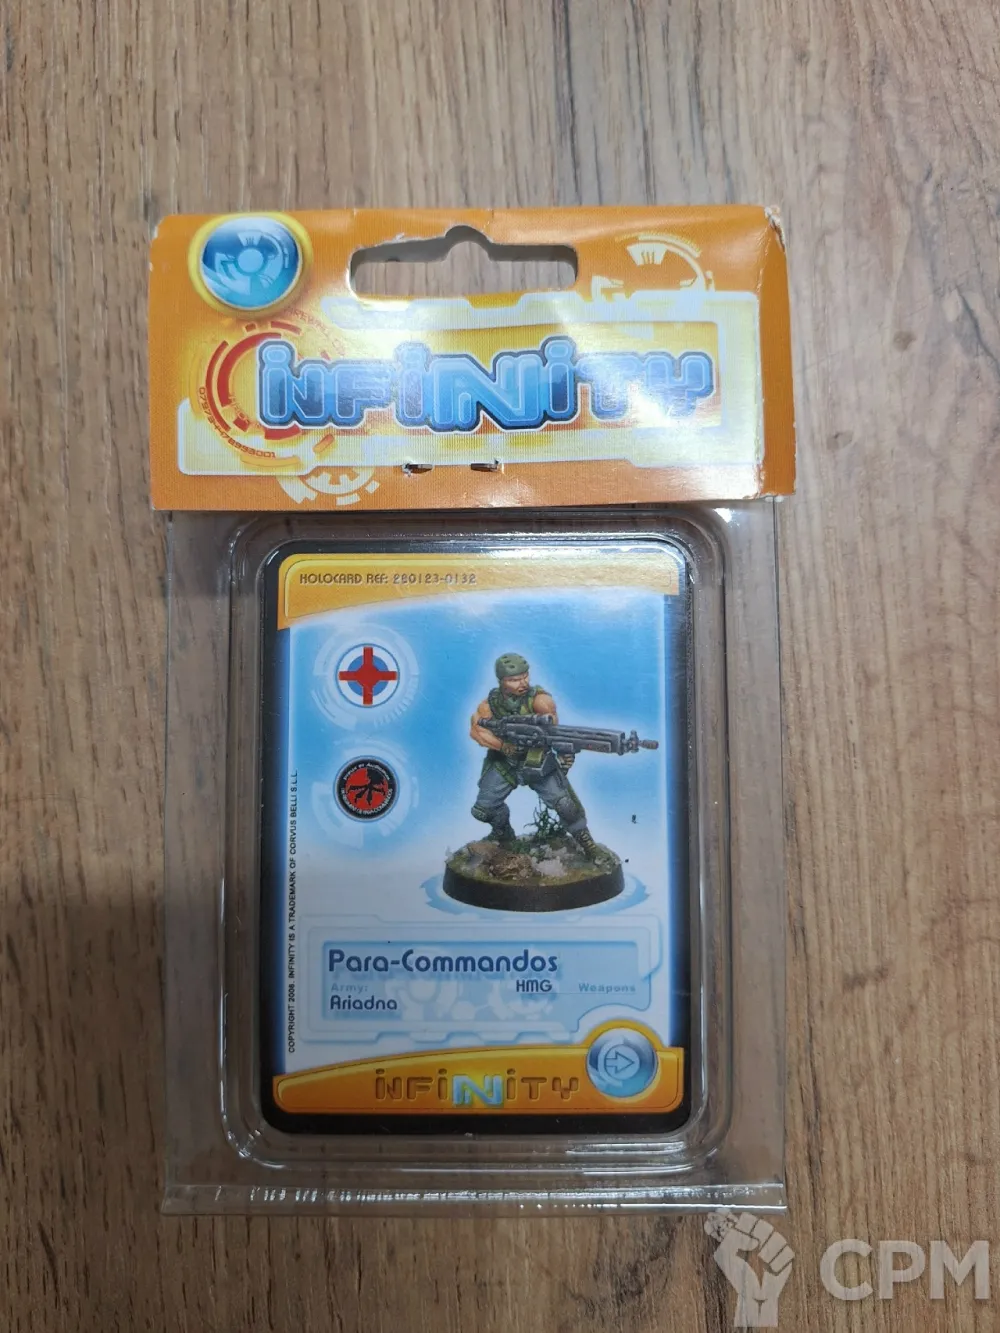 INFINITY
HOLOCARD REF: 280123-0132
COPYRIGHT 2008. INFINITY IS A TRADEMARK OF CORVUS BELLI S.L.L.
Para-Commandos
Army: HMG Weapons
Ariadna
INFINITY
CPM